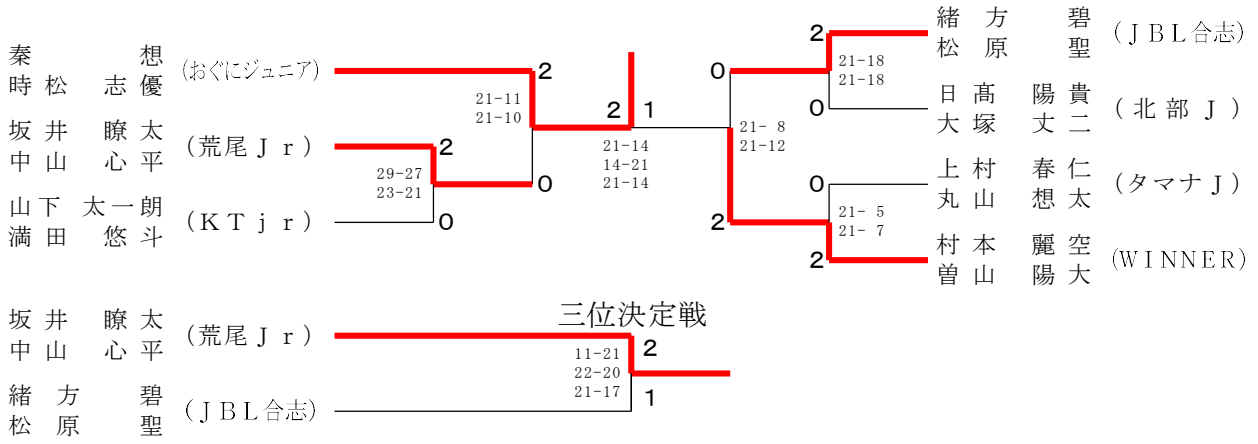 秦　想
時松　志優
(おぐにジュニア)
2
21-11
21-10
坂井　瞭太
中山　心平
(荒尾Ｊｒ)
2
0
29-27
23-21
山下　太一朗
満田　悠斗
(ＫＴｊｒ)
0
2
1
21-14
14-21
21-14
緒方　碧
松原　聖
(ＪＢＬ合志)
2
0
21-18
21-18
日髙　陽貴
大塚　丈二
(北部Ｊ)
0
21- 8
21-12
上村　春仁
丸山　想太
(タマナＪ)
0
2
21- 5
21- 7
村本　麗空
曽山　陽大
(WINNER)
2
三位決定戦
坂井　瞭太
中山　心平
(荒尾Ｊｒ)
2
11-21
22-20
21-17
緒方　碧
松原　聖
(ＪＢＬ合志)
1